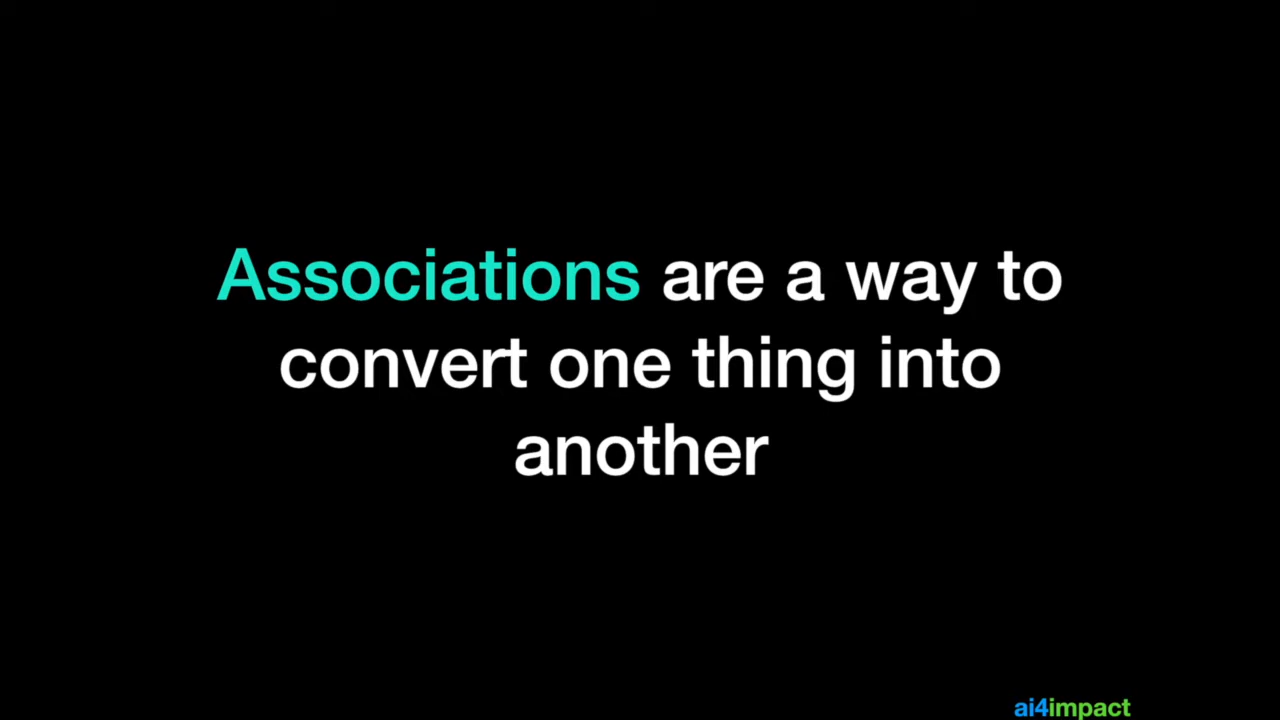 Associations are a way to
convert one thing into
another
ai4impact